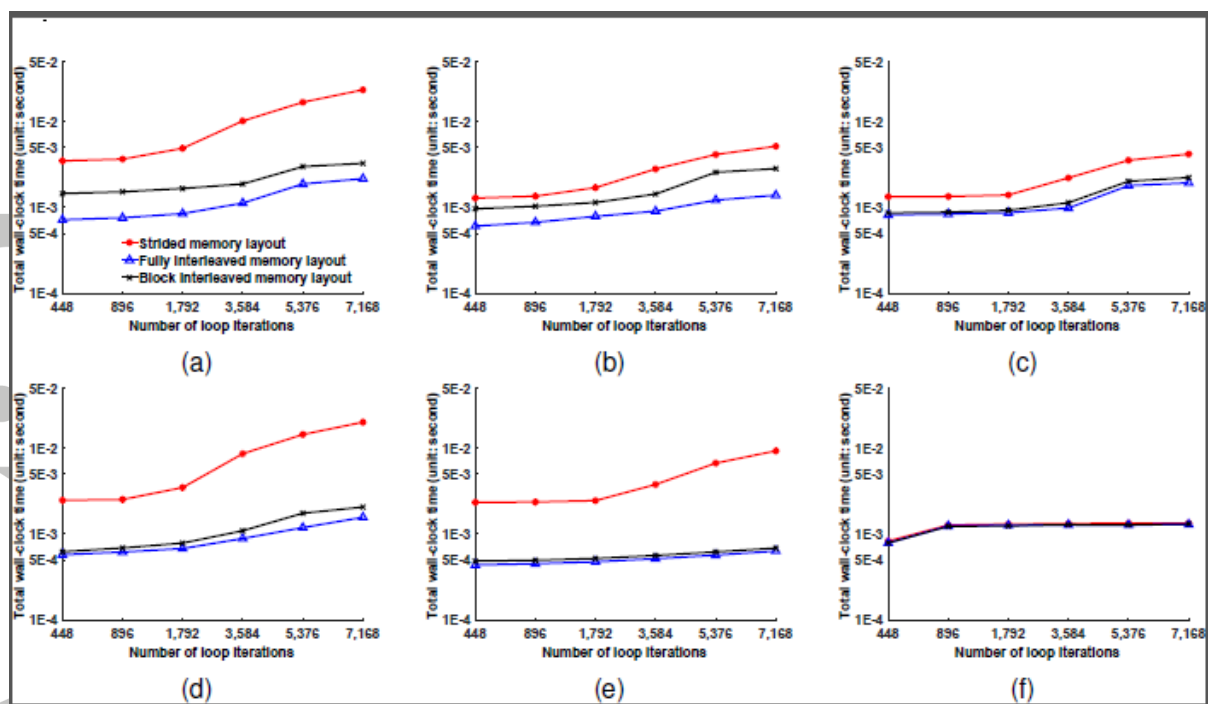 Total wall-clock time (unit: second)
5E-2
1E-2
5E-3
1E-3
5E-4
1E-4
Strided memory layout
Fully interleaved memory layout
Block interleaved memory layout
448 896 1,792 3,584 5,376 7,168
Number of loop iterations
(a)
Total wall-clock time (unit: second)
5E-2
1E-2
5E-3
1E-3
5E-4
1E-4
448 896 1,792 3,584 5,376 7,168
Number of loop iterations
(b)
Total wall-clock time (unit: second)
5E-2
1E-2
5E-3
1E-3
5E-4
1E-4
448 896 1,792 3,584 5,376 7,168
Number of loop iterations
(c)
Total wall-clock time (unit: second)
5E-2
1E-2
5E-3
1E-3
5E-4
1E-4
448 896 1,792 3,584 5,376 7,168
Number of loop iterations
(d)
Total wall-clock time (unit: second)
5E-2
1E-2
5E-3
1E-3
5E-4
1E-4
448 896 1,792 3,584 5,376 7,168
Number of loop iterations
(e)
Total wall-clock time (unit: second)
5E-2
1E-2
5E-3
1E-3
5E-4
1E-4
448 896 1,792 3,584 5,376 7,168
Number of loop iterations
(f)